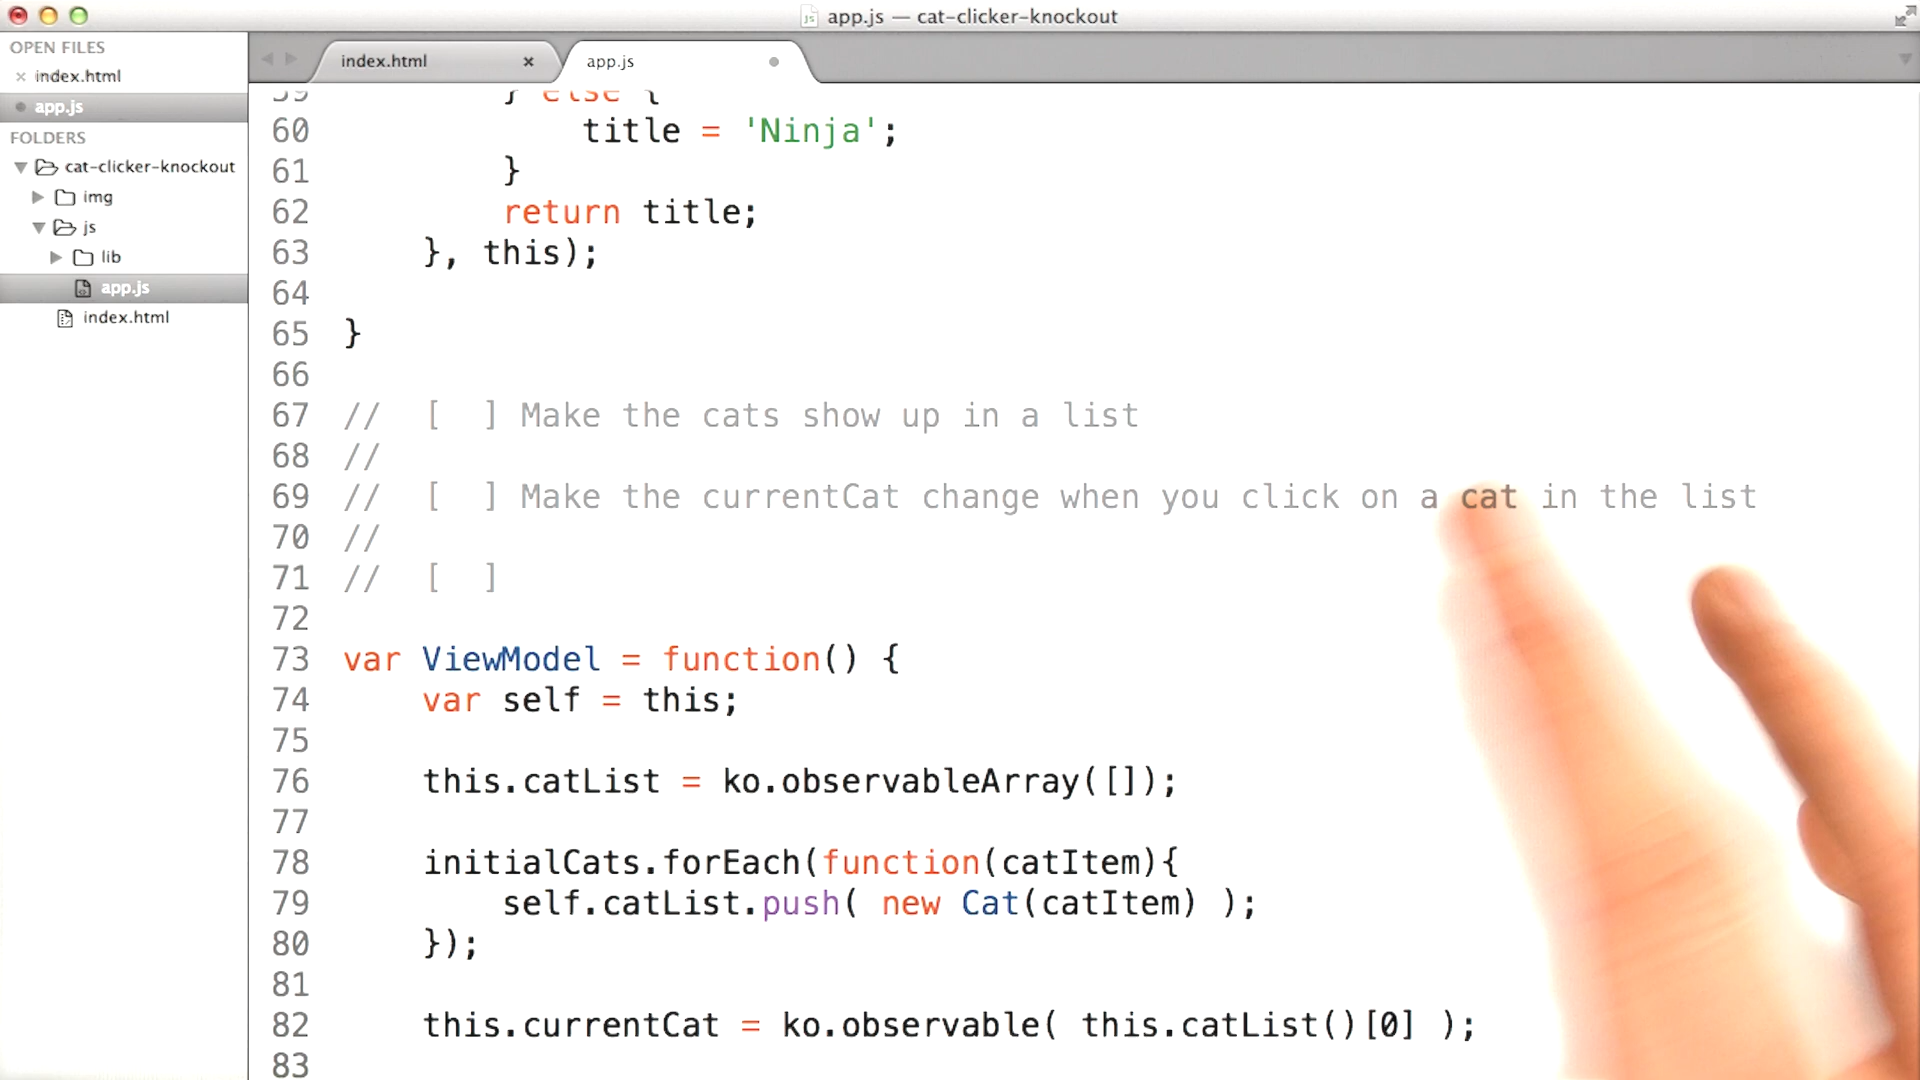 app.js — cat-clicker-knockout
OPEN FILES
index.html
app.js
FOLDERS
cat-clicker-knockout
img
js
lib
app.js
index.html
index.html
app.js
59 } else {
60 title = 'Ninja';
61 }
62 return title;
63 }, this);
64
65 }
66
67 // [ ] Make the cats show up in a list
68 //
69 // [ ] Make the currentCat change when you click on a cat in the list
70 //
71 // [ ]
72
73 var ViewModel = function() {
74 var self = this;
75
76 this.catList = ko.observableArray([]);
77
78 initialCats.forEach(function(catItem){
79 self.catList.push( new Cat(catItem) );
80 });
81
82 this.currentCat = ko.observable( this.catList()[0] );
83